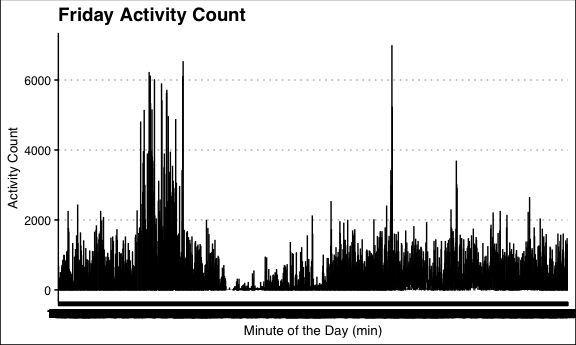 Friday Activity Count
6000
4000
2000
0
Activity Count
Minute of the Day (min)